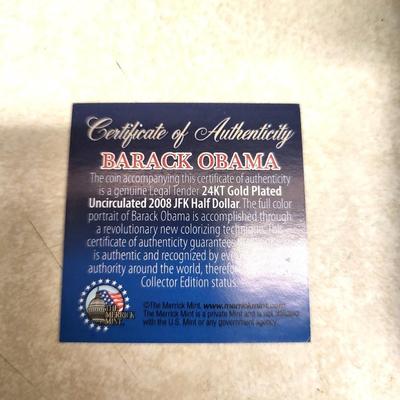 Certificate of Authenticity
BARACK OBAMA
The coin accompanying this certificate of authenticity
is a genuine Legal Tender 24KT Gold Plated
Uncirculated 2008 JFK Half Dollar. The full color
portrait of Barack Obama is accomplished through
a revolutionary new colorizing technique. This
certificate of authenticity guarantees
is authentic and recognized by
authority around the world,
Collector Edition status.
©The Merrick Mint. www.merrickmint.com
The Merrick Mint is a private Mint and is not affiliated
with the U.S. Mint or any government agency.
THE
MERRICK
MINT